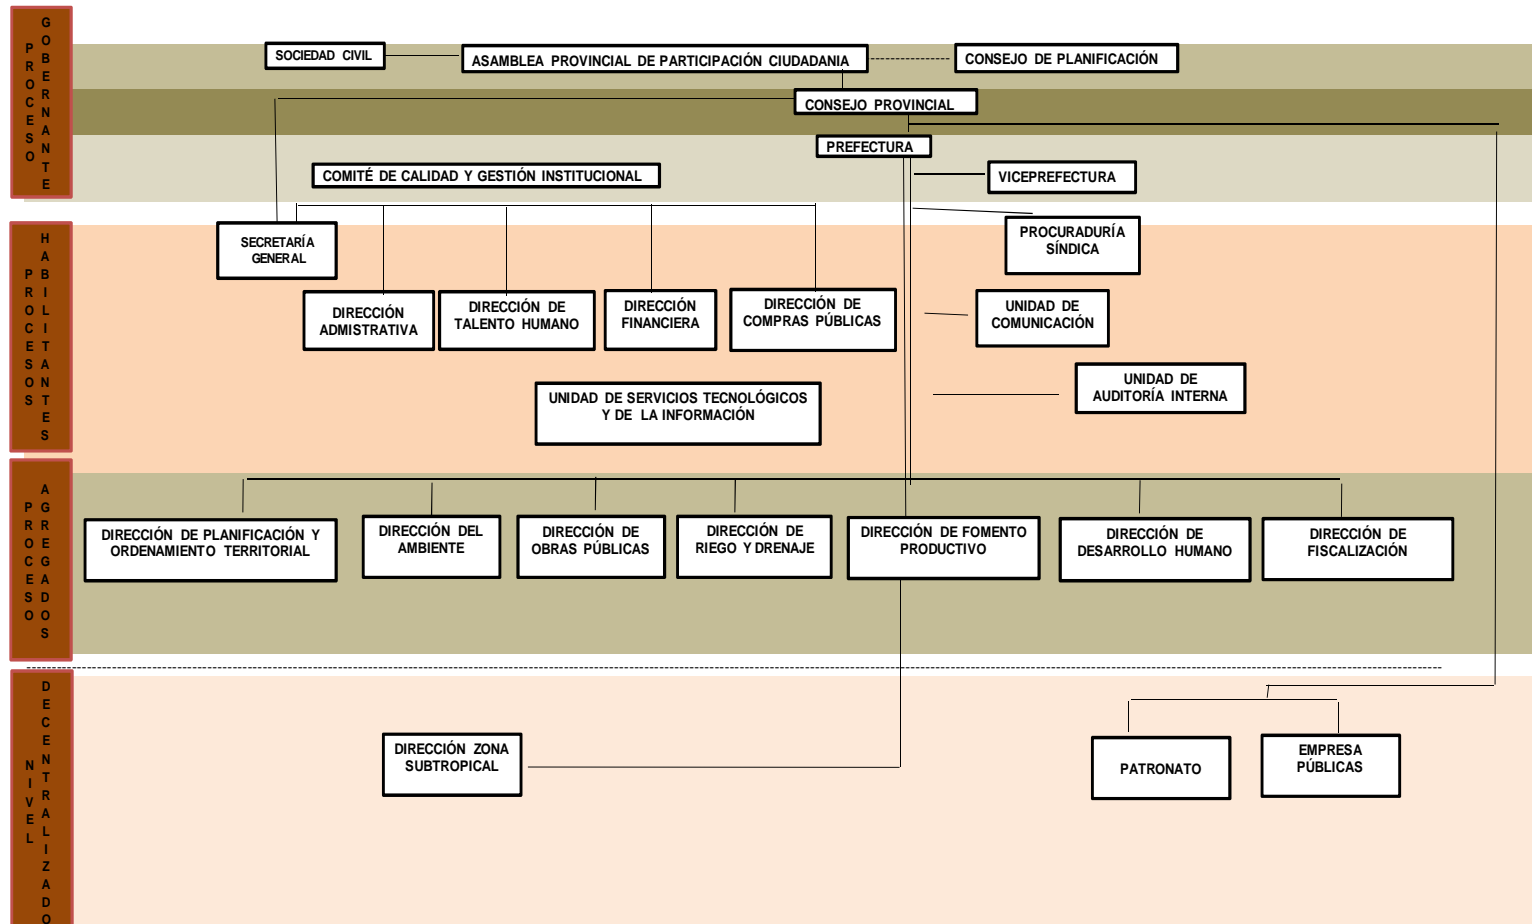 PROCESO
GOBERNANTE
SOCIEDAD CIVIL
ASAMBLEA PROVINCIAL DE PARTICIPACIÓN CIUDADANIA
CONSEJO DE PLANIFICACIÓN
CONSEJO PROVINCIAL
PREFECTURA
COMITÉ DE CALIDAD Y GESTIÓN INSTITUCIONAL
VICEPREFECTURA
PROCESOS
HABILITANTES
SECRETARÍA
GENERAL
PROCURADURÍA
SÍNDICA
DIRECCIÓN
ADMISTRATIVA
DIRECCIÓN DE
TALENTO HUMANO
DIRECCIÓN
FINANCIERA
DIRECCIÓN DE
COMPRAS PÚBLICAS
UNIDAD DE
COMUNICACIÓN
UNIDAD DE SERVICIOS TECNOLÓGICOS
Y DE LA INFORMACIÓN
UNIDAD DE
AUDITORÍA INTERNA
PROCESO
AGREGADOS
DIRECCIÓN DE PLANIFICACIÓN Y
ORDENAMIENTO TERRITORIAL
DIRECCIÓN DEL
AMBIENTE
DIRECCIÓN DE
OBRAS PÚBLICAS
DIRECCIÓN DE
RIEGO Y DRENAJE
DIRECCIÓN DE FOMENTO
PRODUCTIVO
DIRECCIÓN DE
DESARROLLO HUMANO
DIRECCIÓN DE
FISCALIZACIÓN
NIVEL
DECENTRALIZADO
DIRECCIÓN ZONA
SUBTROPICAL
PATRONATO
EMPRESA
PÚBLICAS